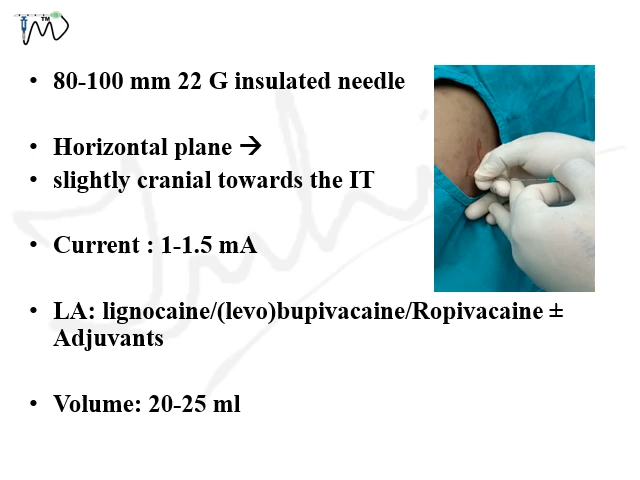 TM
• 80-100 mm 22 G insulated needle
• Horizontal plane →
• slightly cranial towards the IT
• Current : 1-1.5 mA
• LA: lignocaine/(levo)bupivacaine/Ropivacaine ±
Adjuvants
• Volume: 20-25 ml